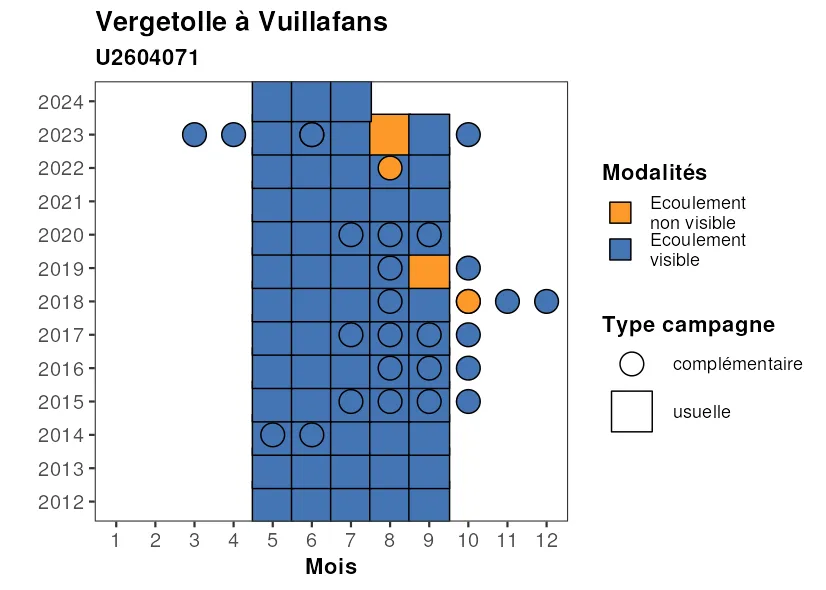 Vergetolle à Vuillafans
U2604071
2024
2023
2022
2021
2020
2019
2018
2017
2016
2015
2014
2013
2012
1 2 3 4 5 6 7 8 9 10 11 12
Mois
Modalités
Ecoulement
non visible
Ecoulement
visible
Type campagne
complémentaire
usuelle